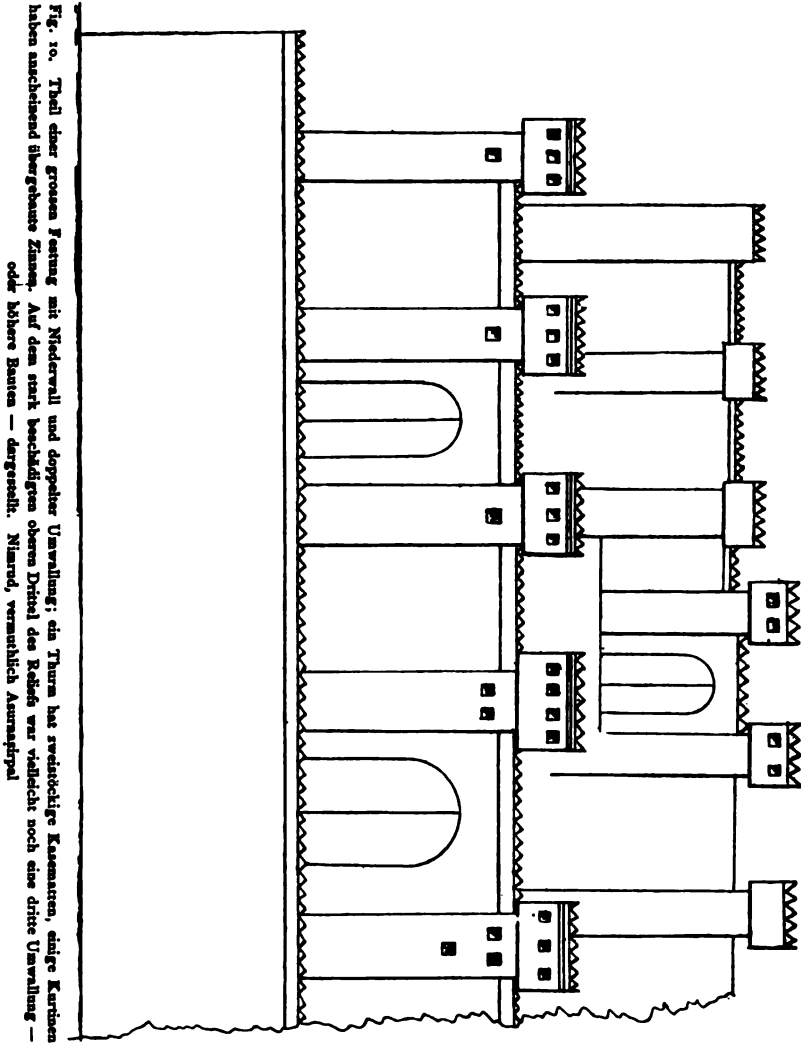 Fig. 10. Theil einer grossen Festung mit Niederwall und doppelter Umwallung; ein Thurm hat zweistöckige Kasematten, einige Kurtinen
haben anscheinend übergebaute Zinnen. Auf dem stark beschädigten oberen Drittel des Reliefs war vielleicht noch eine dritte Umwallung —
oder höhere Bauten — dargestellt. Nimrud, vermuthlich Asurnaṣirpal